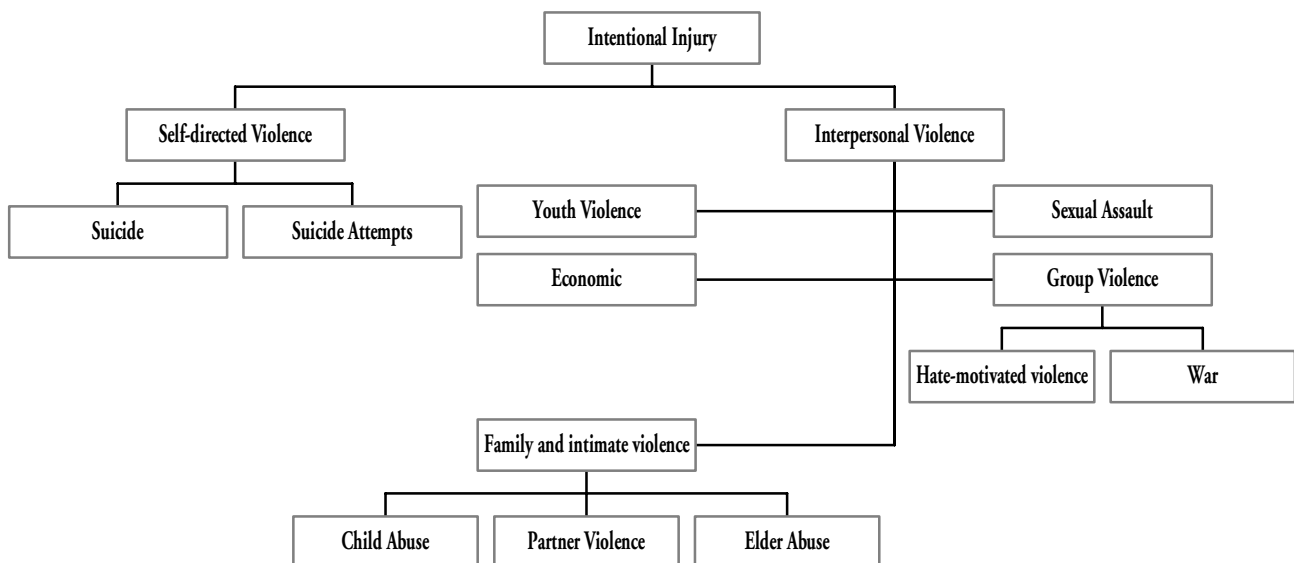 Intentional Injury
Self-directed Violence
Interpersonal Violence
Suicide
Suicide Attempts
Youth Violence
Sexual Assault
Economic
Group Violence
Hate-motivated violence
War
Family and intimate violence
Child Abuse
Partner Violence
Elder Abuse